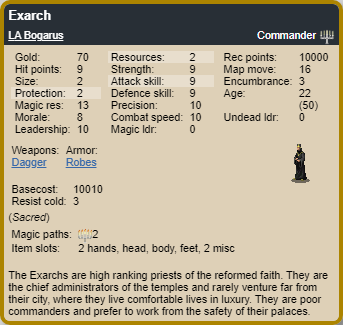 Exarch
LA Bogarus Commander
Gold: 70 Resources: 2 Rec points: 10000
Hit points: 9 Strength: 9 Map move: 16
Size: 2 Attack skill: 9 Encumbrance: 3
Protection: 2 Defence skill: 9 Age: 22
Magic res: 13 Precision: 10 (50)
Morale: 8 Combat speed: 10 Undead ldr: 0
Leadership: 10 Magic ldr: 0
Weapons: Armor:
Dagger Robes
Basecost: 10010
Resist cold: 3
(Sacred)
Magic paths: 2
Item slots: 2 hands, head, body, feet, 2 misc
The Exarchs are high ranking priests of the reformed faith. They are
the chief administrators of the temples and rarely venture far from
their city, where they live comfortable lives in luxury. They are poor
commanders and prefer to work from the safety of their palaces.